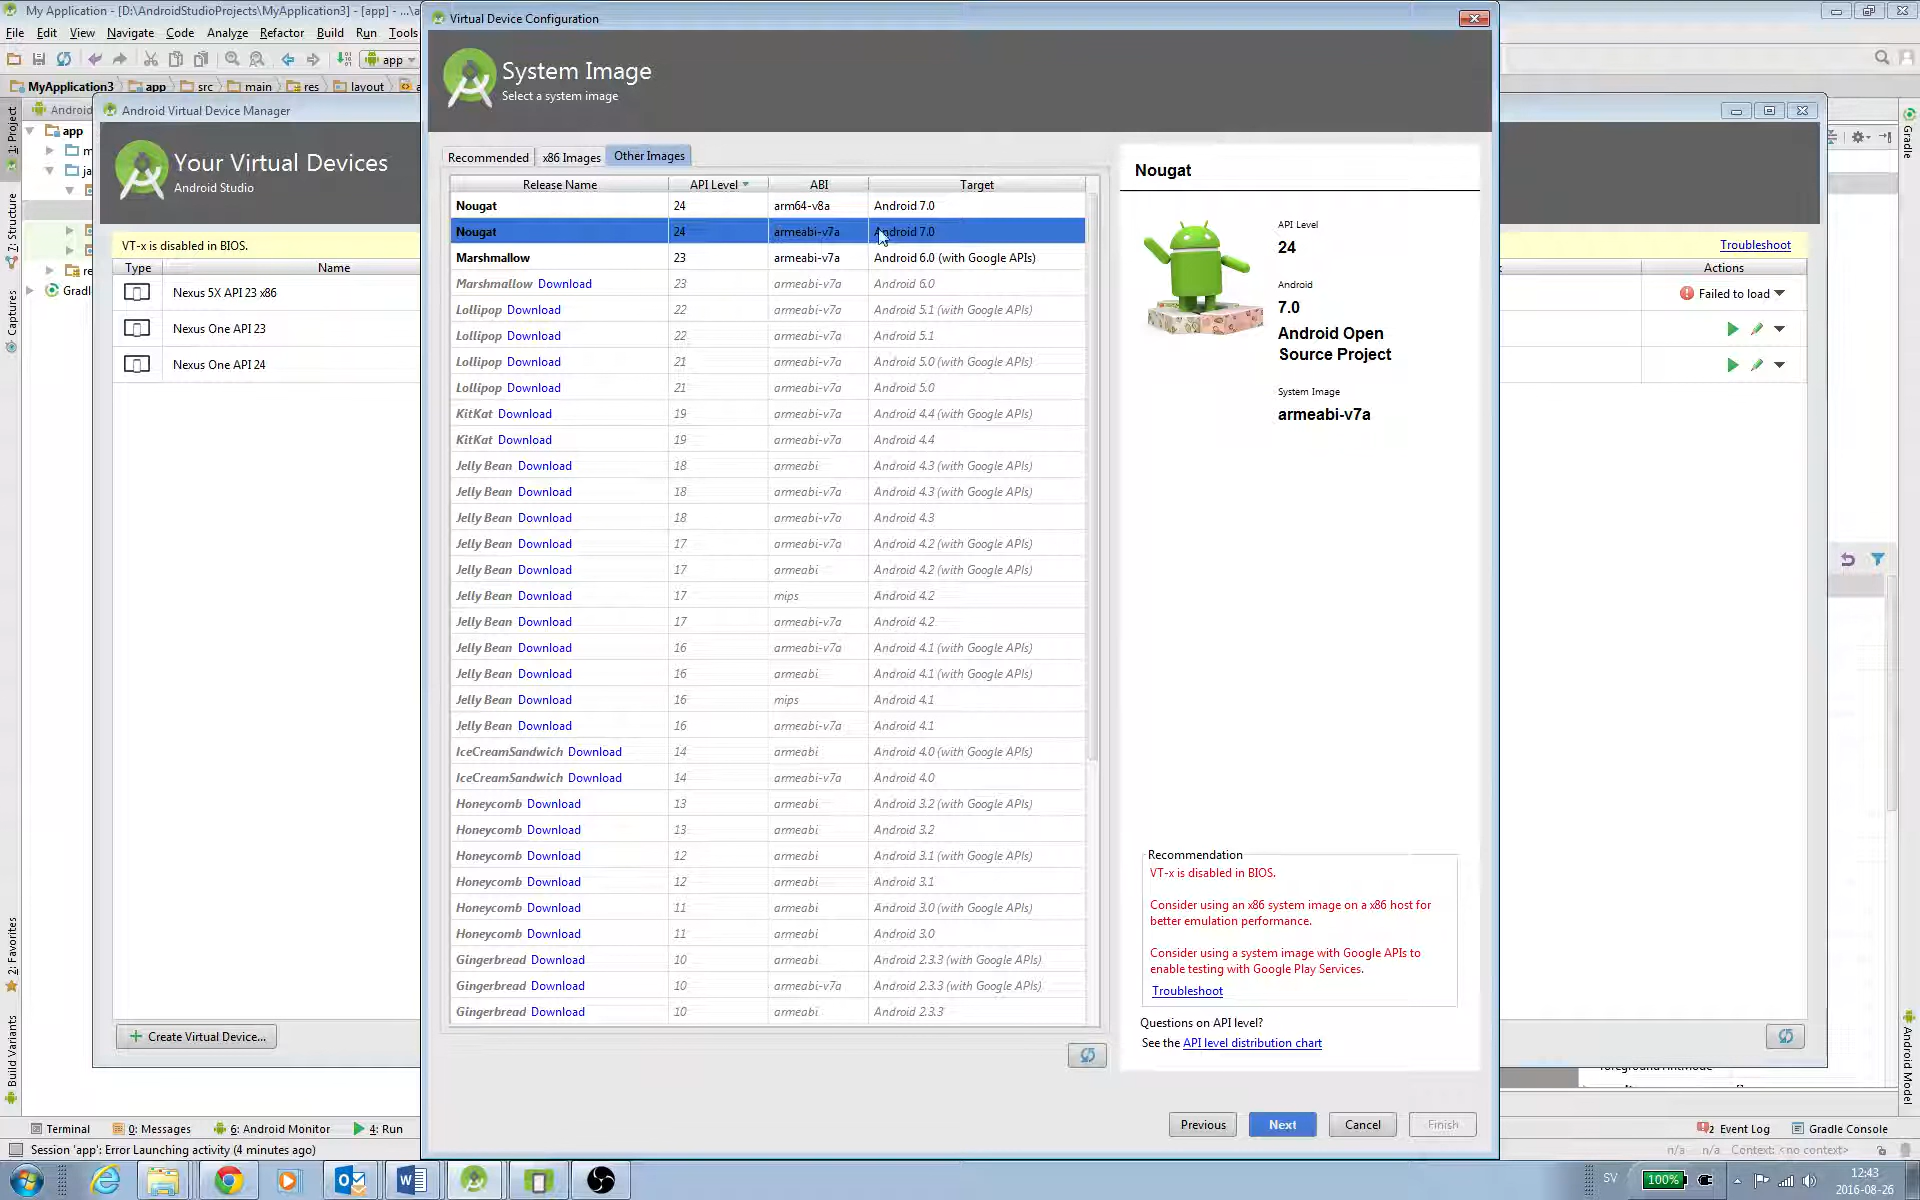 My Application - [D:\AndroidStudioProjects\MyApplication3] - [app] - ...\a
File Edit View Navigate Code Analyze Refactor Build Run Tools
app
MyApplication3 app src main res layout
Android
app
Gradl
1: Project
7: Structure
Captures
2: Favorites
Build Variants
Android Virtual Device Manager
Your Virtual Devices
Android Studio
VT-x is disabled in BIOS.
Type Name
Nexus 5X API 23 x86
Nexus One API 23
Nexus One API 24
Create Virtual Device...
Virtual Device Configuration
System Image
Select a system image
Recommended x86 Images Other Images
Release Name API Level ABI Target
Nougat 24 arm64-v8a Android 7.0
Nougat 24 armeabi-v7a Android 7.0
Marshmallow 23 armeabi-v7a Android 6.0 (with Google APIs)
Marshmallow Download 23 armeabi-v7a Android 6.0
Lollipop Download 22 armeabi-v7a Android 5.1 (with Google APIs)
Lollipop Download 22 armeabi-v7a Android 5.1
Lollipop Download 21 armeabi-v7a Android 5.0 (with Google APIs)
Lollipop Download 21 armeabi-v7a Android 5.0
KitKat Download 19 armeabi-v7a Android 4.4 (with Google APIs)
KitKat Download 19 armeabi-v7a Android 4.4
Jelly Bean Download 18 armeabi Android 4.3 (with Google APIs)
Jelly Bean Download 18 armeabi-v7a Android 4.3 (with Google APIs)
Jelly Bean Download 18 armeabi-v7a Android 4.3
Jelly Bean Download 17 armeabi-v7a Android 4.2 (with Google APIs)
Jelly Bean Download 17 armeabi Android 4.2 (with Google APIs)
Jelly Bean Download 17 mips Android 4.2
Jelly Bean Download 17 armeabi-v7a Android 4.2
Jelly Bean Download 16 armeabi-v7a Android 4.1 (with Google APIs)
Jelly Bean Download 16 armeabi Android 4.1 (with Google APIs)
Jelly Bean Download 16 mips Android 4.1
Jelly Bean Download 16 armeabi-v7a Android 4.1
IceCreamSandwich Download 14 armeabi Android 4.0 (with Google APIs)
IceCreamSandwich Download 14 armeabi-v7a Android 4.0
Honeycomb Download 13 armeabi Android 3.2 (with Google APIs)
Honeycomb Download 13 armeabi Android 3.2
Honeycomb Download 12 armeabi Android 3.1 (with Google APIs)
Honeycomb Download 12 armeabi Android 3.1
Honeycomb Download 11 armeabi Android 3.0 (with Google APIs)
Honeycomb Download 11 armeabi Android 3.0
Gingerbread Download 10 armeabi Android 2.3.3 (with Google APIs)
Gingerbread Download 10 armeabi-v7a Android 2.3.3 (with Google APIs)
Gingerbread Download 10 armeabi Android 2.3.3
Nougat
API Level
24
Android
7.0
Android Open
Source Project
System Image
armeabi-v7a
Recommendation
VT-x is disabled in BIOS.
Consider using an x86 system image on a x86 host for
better emulation performance.
Consider using a system image with Google APIs to
enable testing with Google Play Services.
Troubleshoot
Questions on API level?
See the API level distribution chart
Previous Next Cancel Finish
Troubleshoot
Actions
Failed to load
Gradle
Android Model
Terminal 0: Messages 6: Android Monitor 4: Run
2 Event Log Gradle Console
Session 'app': Error Launching activity (4 minutes ago)
n/a n/a Context: <no context>
SV 100% 12:43
2016-08-26